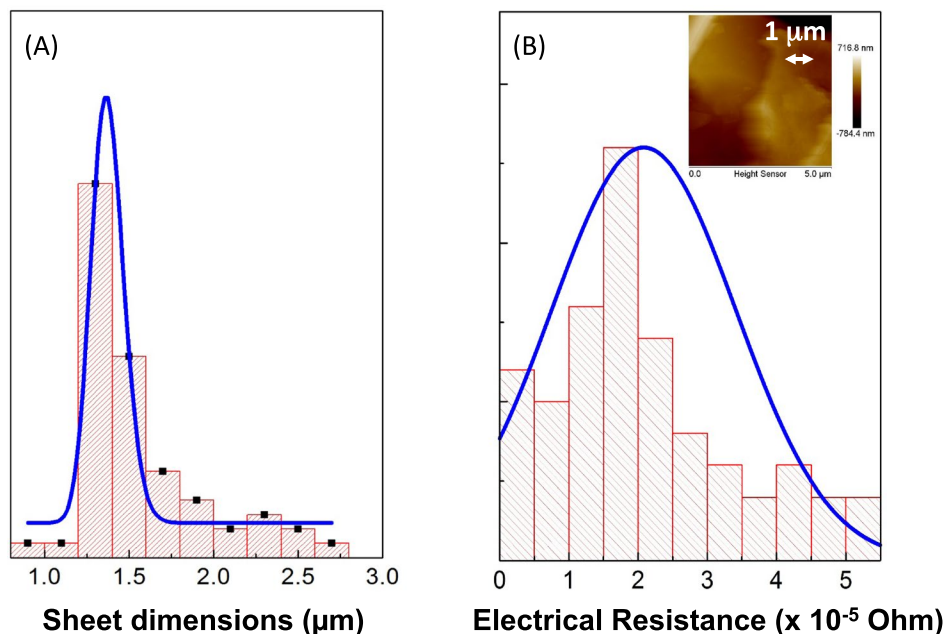 (A)
1.0 1.5 2.0 2.5 3.0
Sheet dimensions (µm)
(B)
1 µm
716.8 nm
-784.4 nm
0.0 Height Sensor 5.0 µm
0 1 2 3 4 5
Electrical Resistance (x 10⁻⁵ Ohm)